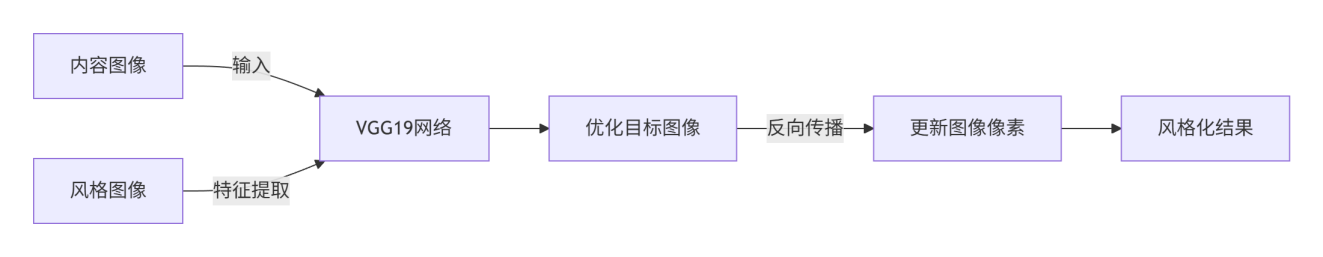 内容图像
输入
风格图像
特征提取
VGG19网络
优化目标图像
反向传播
更新图像像素
风格化结果